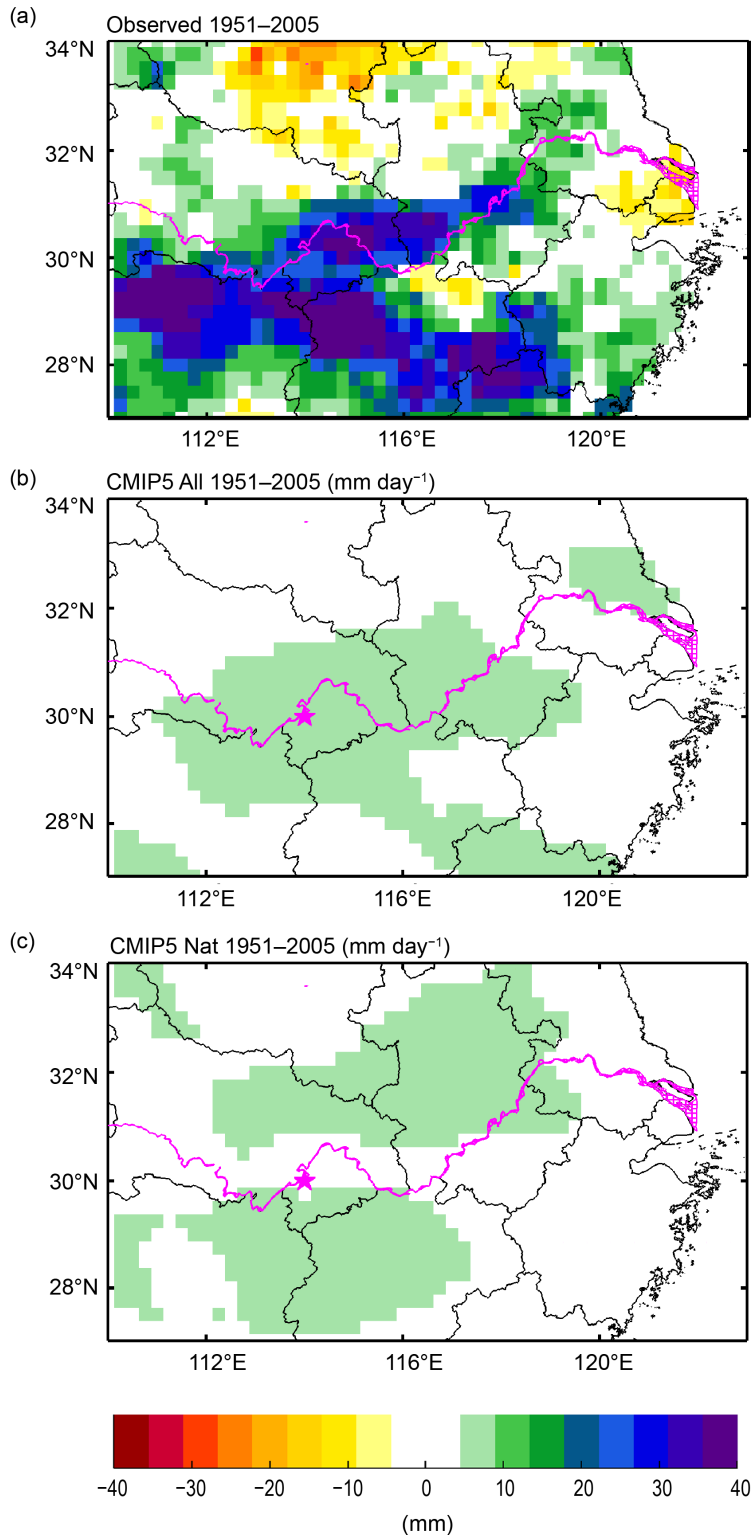 (a)
Observed 1951–2005
34°N
32°N
30°N
28°N
112°E 116°E 120°E
(b)
CMIP5 All 1951–2005 (mm day⁻¹)
34°N
32°N
30°N
28°N
112°E 116°E 120°E
(c)
CMIP5 Nat 1951–2005 (mm day⁻¹)
34°N
32°N
30°N
28°N
112°E 116°E 120°E
−40 −30 −20 −10 0 10 20 30 40
(mm)